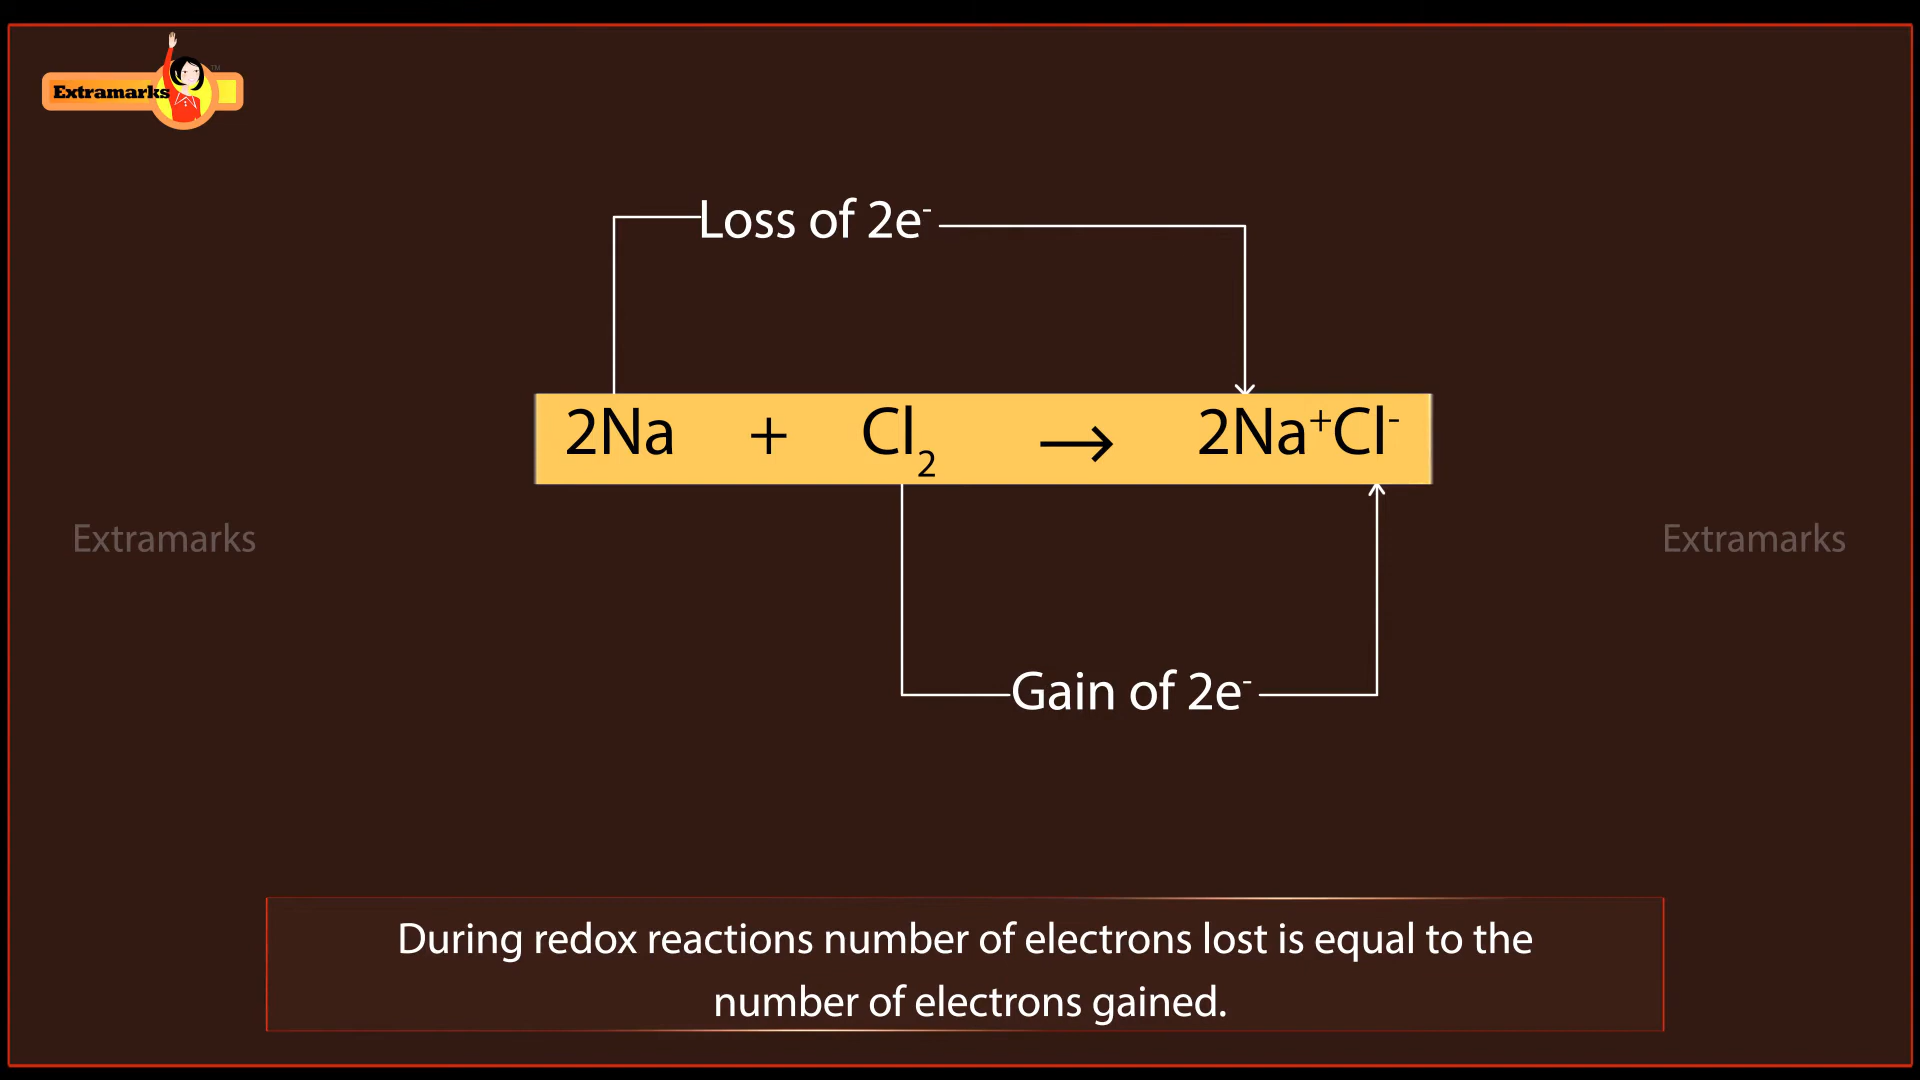 Extramarks
TM
Loss of 2e⁻
2Na + Cl₂ → 2Na⁺Cl⁻
Extramarks
Extramarks
Gain of 2e⁻
During redox reactions number of electrons lost is equal to the
number of electrons gained.